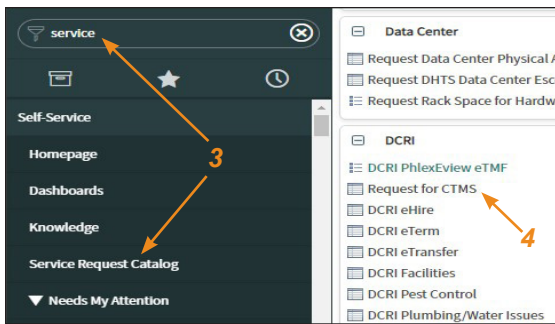 service
Self-Service
Homepage
Dashboards
Knowledge
Service Request Catalog
Needs My Attention
3
Data Center
Request Data Center Physical A
Request DHTS Data Center Esc
Request Rack Space for Hardw
DCRI
DCRI PhlexEview eTMF
Request for CTMS
DCRI eHire
DCRI eTerm
DCRI eTransfer
DCRI Facilities
DCRI Pest Control
DCRI Plumbing/Water Issues
4